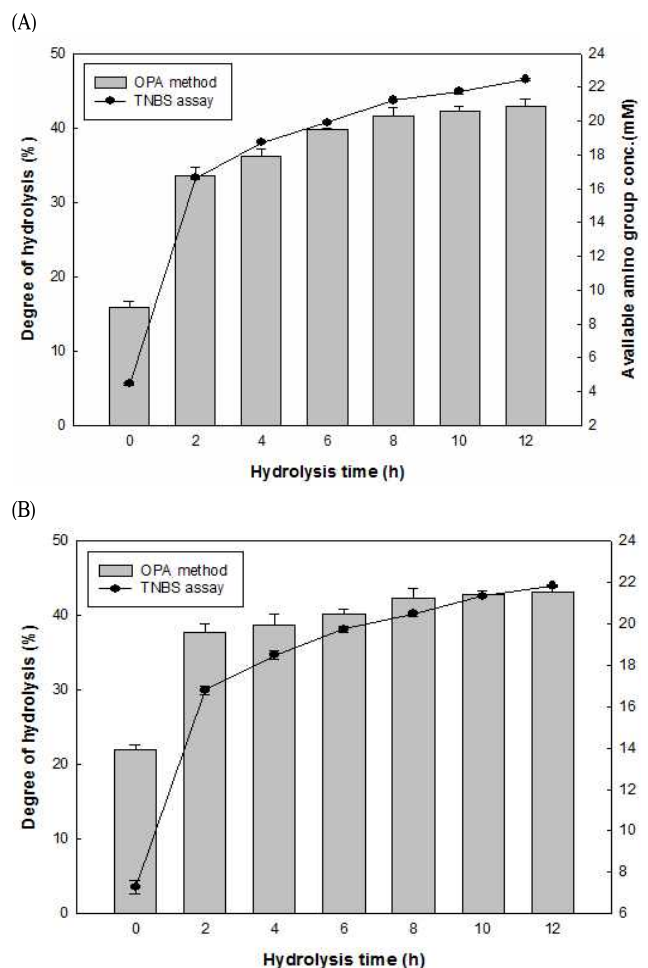 (A)
50
40
30
20
10
0
Degree of hydrolysis (%)
OPA method
TNBS assay
24
22
20
18
16
14
12
10
8
6
4
2
Available amino group conc.(mM)
0 2 4 6 8 10 12
Hydrolysis time (h)
(B)
50
40
30
20
10
0
Degree of hydrolysis (%)
OPA method
TNBS assay
24
22
20
18
16
14
12
10
8
6
0 2 4 6 8 10 12
Hydrolysis time (h)